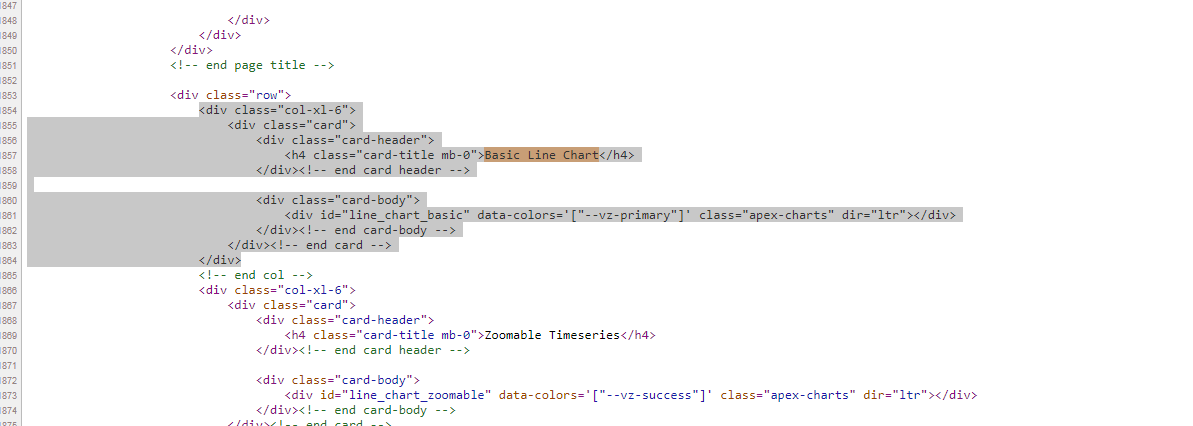 1847
1848 </div>
1849 </div>
1850 </div>
1851 <!-- end page title -->
1852
1853 <div class="row">
1854 <div class="col-xl-6">
1855 <div class="card">
1856 <div class="card-header">
1857 <h4 class="card-title mb-0">Basic Line Chart</h4>
1858 </div><!-- end card header -->
1859
1860 <div class="card-body">
1861 <div id="line_chart_basic" data-colors='["--vz-primary"]' class="apex-charts" dir="ltr"></div>
1862 </div><!-- end card-body -->
1863 </div><!-- end card -->
1864 </div>
1865 <!-- end col -->
1866 <div class="col-xl-6">
1867 <div class="card">
1868 <div class="card-header">
1869 <h4 class="card-title mb-0">Zoomable Timeseries</h4>
1870 </div><!-- end card header -->
1871
1872 <div class="card-body">
1873 <div id="line_chart_zoomable" data-colors='["--vz-success"]' class="apex-charts" dir="ltr"></div>
1874 </div><!-- end card-body -->
1875 </div><!-- end card -->